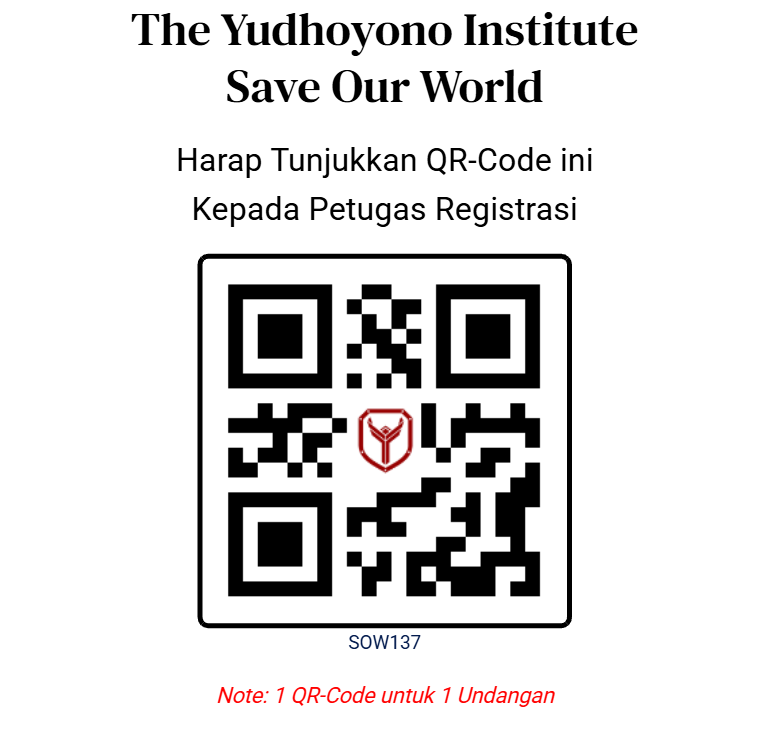 The Yudhoyono Institute
Save Our World
Harap Tunjukkan QR-Code ini
Kepada Petugas Registrasi
SOW137
Note: 1 QR-Code untuk 1 Undangan